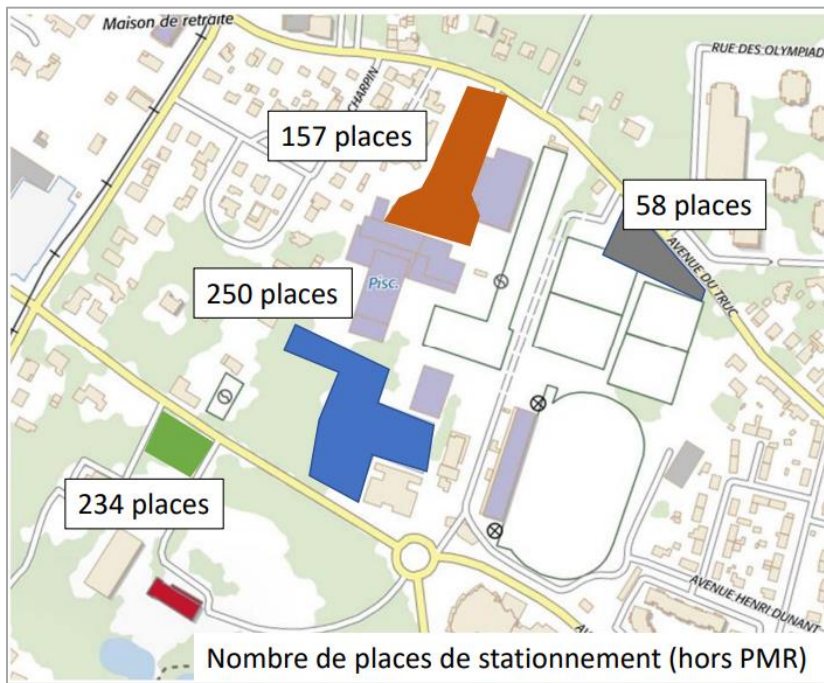 Maison de retraite
RUE DES OLYMPIAD
CHARPIN
157 places
58 places
AVENUE DU TRUC
250 places
Pisc.
234 places
AVENUE HENRI DUNANT
Nombre de places de stationnement (hors PMR)